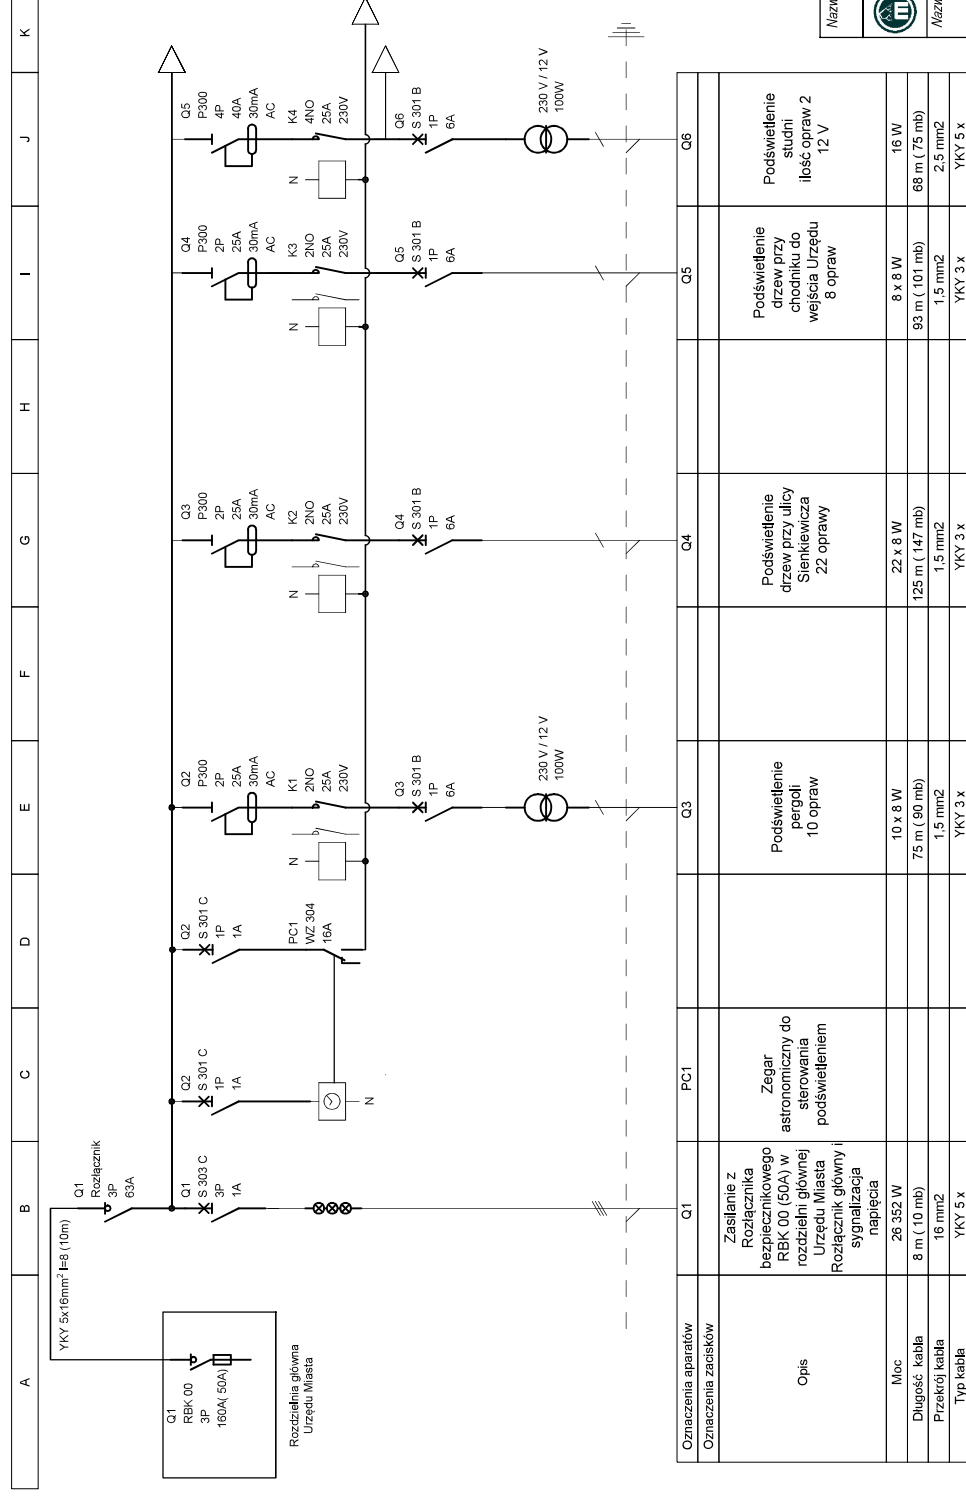 A
B
C
D
E
F
G
H
I
J
K
YKY 5x16mm² l=8 (10m)
Q1
RBK 00
3P
160A( 50A)
Rozdzielnia główna
Urzędu Miasta
Q1
Rozłącznik
3P
63A
Q1
S 303 C
3P
1A
Q2
S 301 C
1P
1A
N
Q2
S 301 C
1P
1A
PC1
WZ 304
16A
Q2
P300
2P
25A
30mA
AC
K1
2NO
25A
230V
N
Q3
S 301 B
1P
6A
230 V / 12 V
100W
Q3
P300
2P
25A
30mA
AC
K2
2NO
25A
230V
N
Q4
S 301 B
1P
6A
Q4
P300
2P
25A
30mA
AC
K3
2NO
25A
230V
N
Q5
S 301 B
1P
6A
Q5
P300
4P
40A
30mA
AC
K4
4NO
25A
230V
N
Q6
S 301 B
1P
6A
230 V / 12 V
100W
Oznaczenia aparatów
Q1
PC1
Q3
Q4
Q5
Q6
Oznaczenia zacisków
Opis
Zasilanie z
Rozłącznika
bezpiecznikowego
RBK 00 (50A) w
rozdzielni głównej
Urzędu Miasta
Rozłącznik główny i
sygnalizacja
napięcia
Zegar
astronomiczny do
sterowania
podświetleniem
Podświetlenie
pergoli
10 opraw
Podświetlenie
drzew przy ulicy
Sienkiewicza
22 oprawy
Podświetlenie
drzew przy
chodniku do
wejścia Urzędu
8 opraw
Podświetlenie
studni
ilość opraw 2
12 V
Moc
26 352 W
10 x 8 W
22 x 8 W
8 x 8 W
16 W
Długość kabla
8 m ( 10 mb)
75 m ( 90 mb)
125 m ( 147 mb)
93 m ( 101 mb)
68 m ( 75 mb)
Przekrój kabla
16 mm2
1,5 mm2
1,5 mm2
1,5 mm2
2,5 mm2
Typ kabla
YKY 5 x
YKY 3 x
YKY 3 x
YKY 3 x
YKY 5 x
Nazw
Nazw